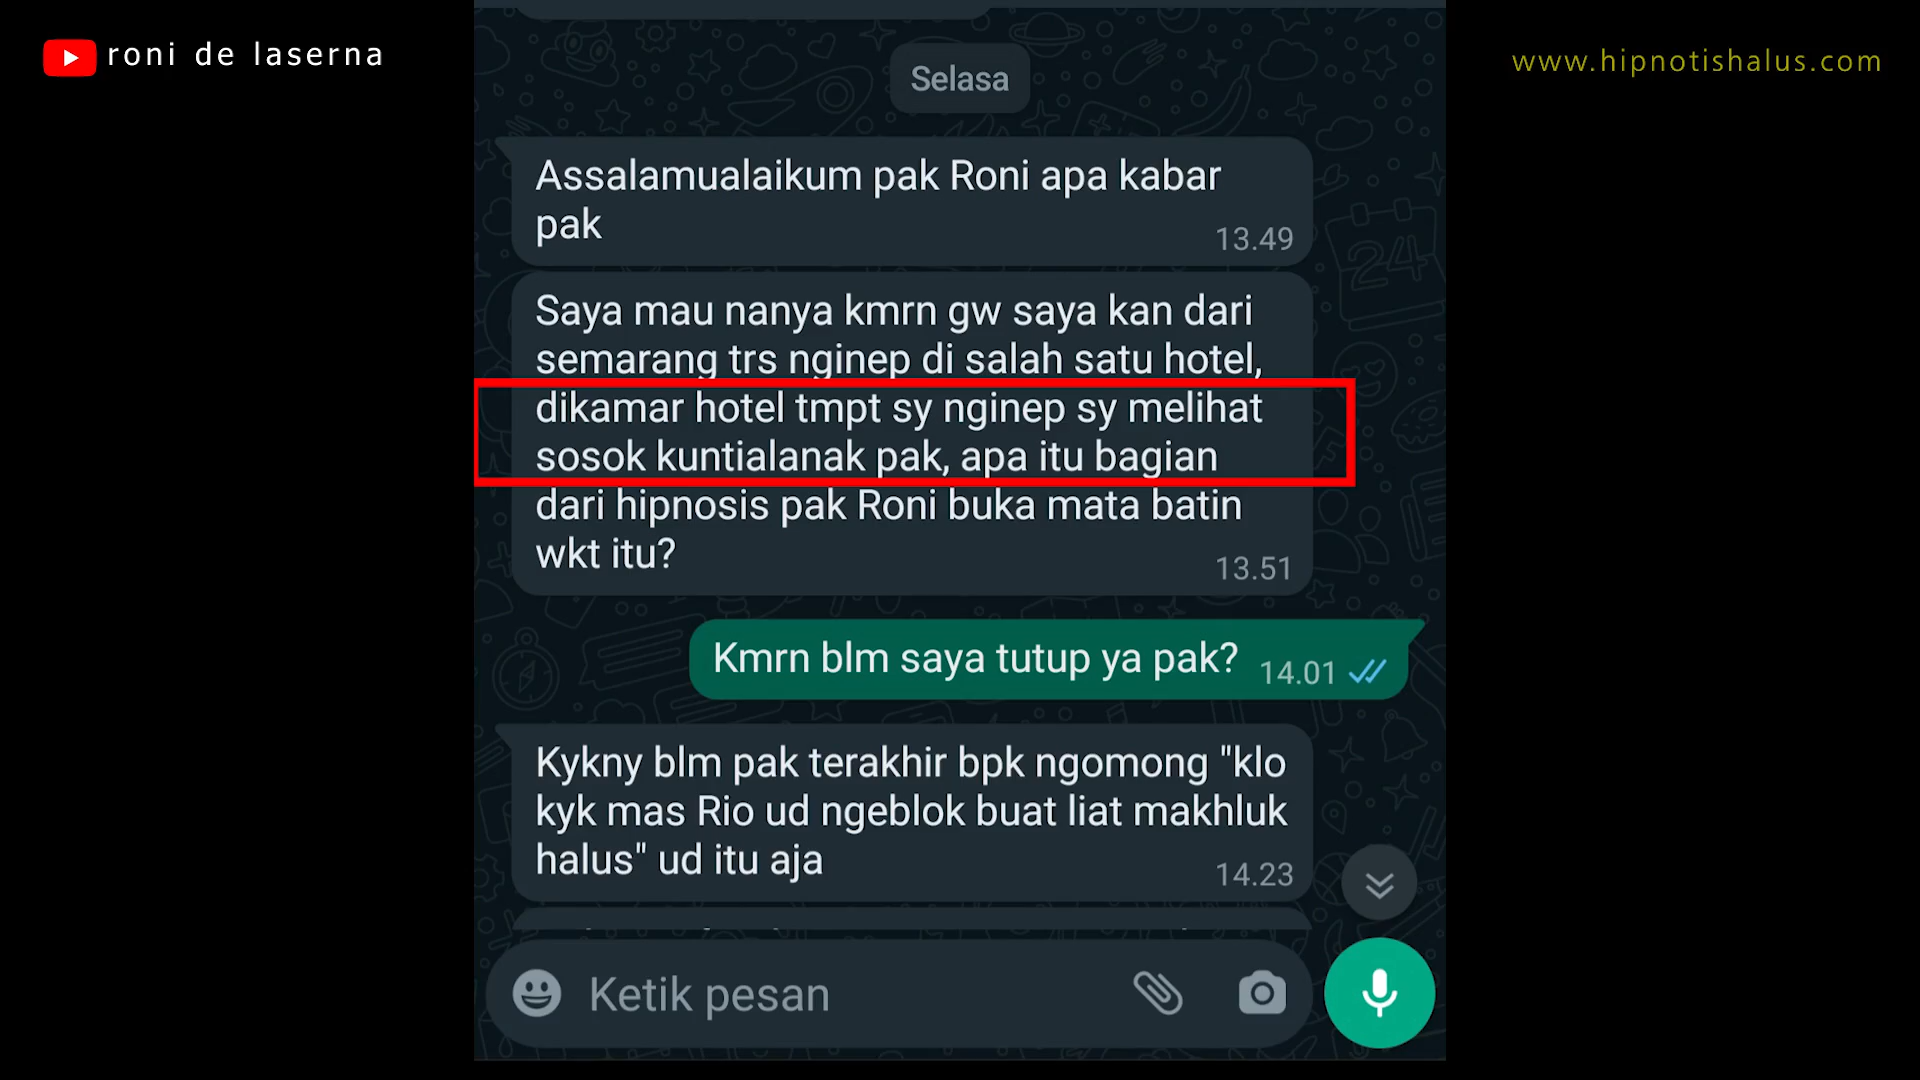 roni de laserna
www.hipnotishalus.com
Selasa
Assalamualaikum pak Roni apa kabar
pak
13.49
Saya mau nanya kmrn gw saya kan dari
semarang trs nginep di salah satu hotel,
dikamar hotel tmpt sy nginep sy melihat
sosok kuntialanak pak, apa itu bagian
dari hipnosis pak Roni buka mata batin
wkt itu?
13.51
Kmrn blm saya tutup ya pak?
14.01
Kykny blm pak terakhir bpk ngomong "klo
kyk mas Rio ud ngeblok buat liat makhluk
halus" ud itu aja
14.23
Ketik pesan